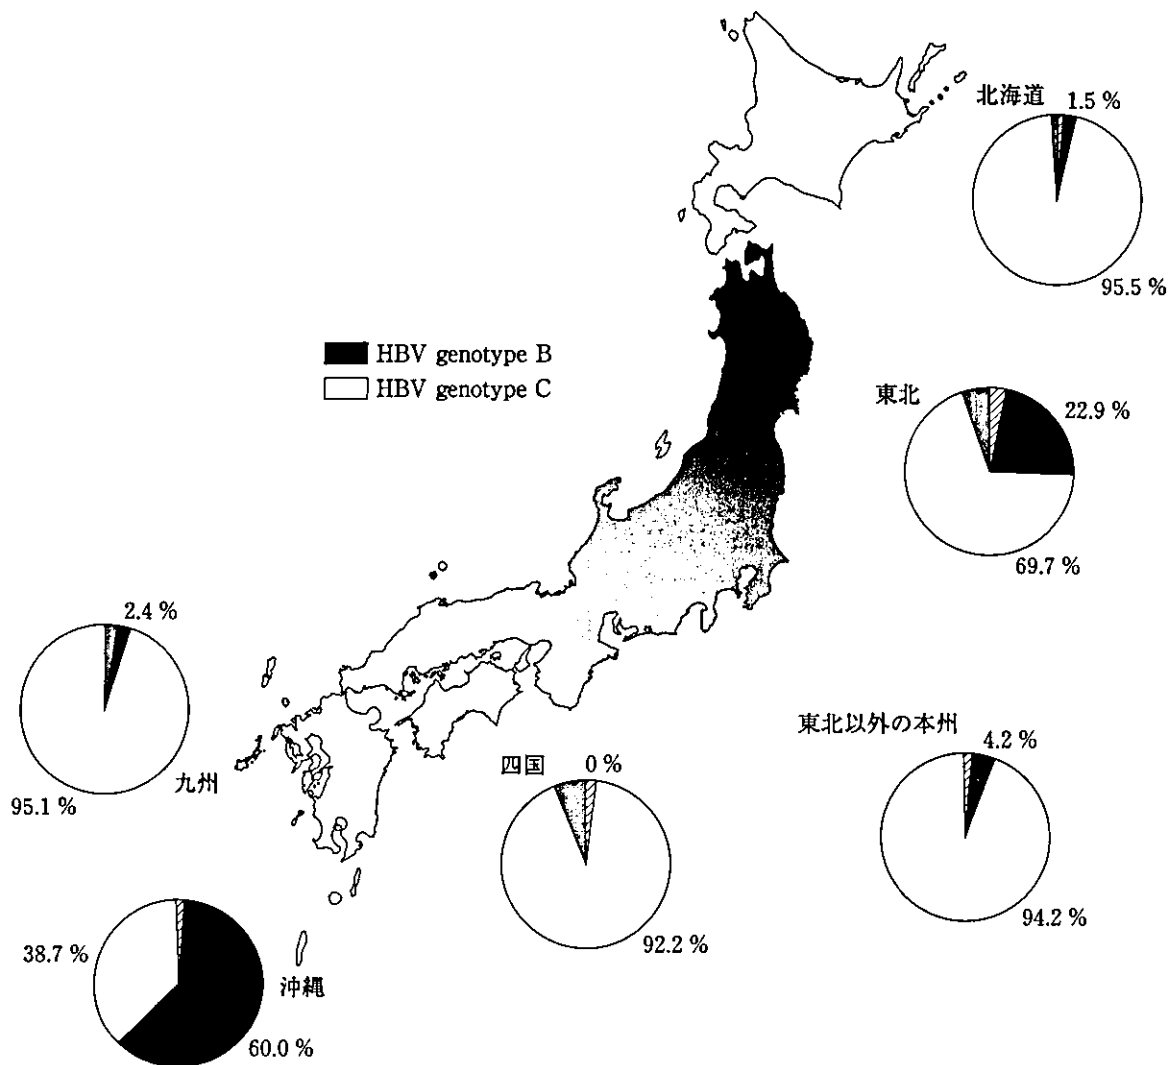 北海道 1.5 %
95.5 %
HBV genotype B
HBV genotype C
東北
22.9 %
69.7 %
2.4 %
95.1 %
九州
四国 0 %
92.2 %
東北以外の本州
4.2 %
94.2 %
38.7 %
沖縄
60.0 %